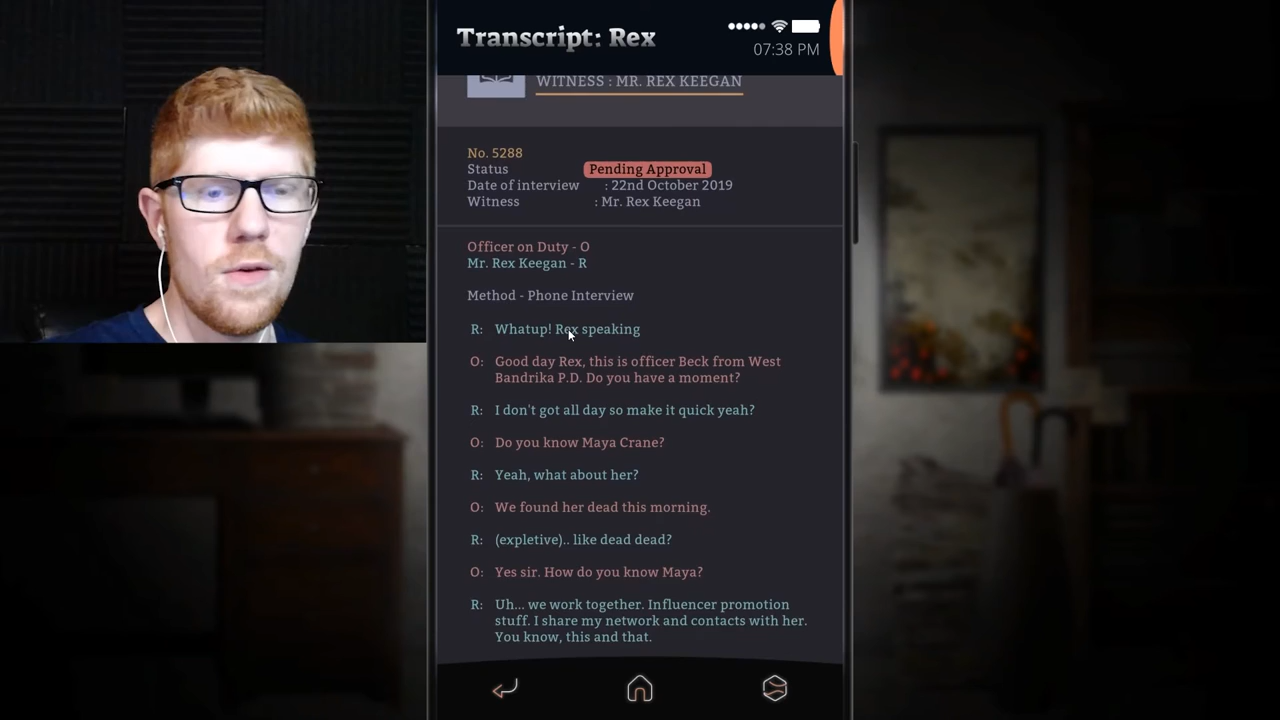 Transcript: Rex
07:38 PM
WITNESS : MR. REX KEEGAN
No. 5288
Status Pending Approval
Date of interview : 22nd October 2019
Witness : Mr. Rex Keegan
Officer on Duty - O
Mr. Rex Keegan - R
Method - Phone Interview
R: Whatup! Rex speaking
O: Good day Rex, this is officer Beck from West
Bandrika P.D. Do you have a moment?
R: I don't got all day so make it quick yeah?
O: Do you know Maya Crane?
R: Yeah, what about her?
O: We found her dead this morning.
R: (expletive).. like dead dead?
O: Yes sir. How do you know Maya?
R: Uh... we work together. Influencer promotion
stuff. I share my network and contacts with her.
You know, this and that.